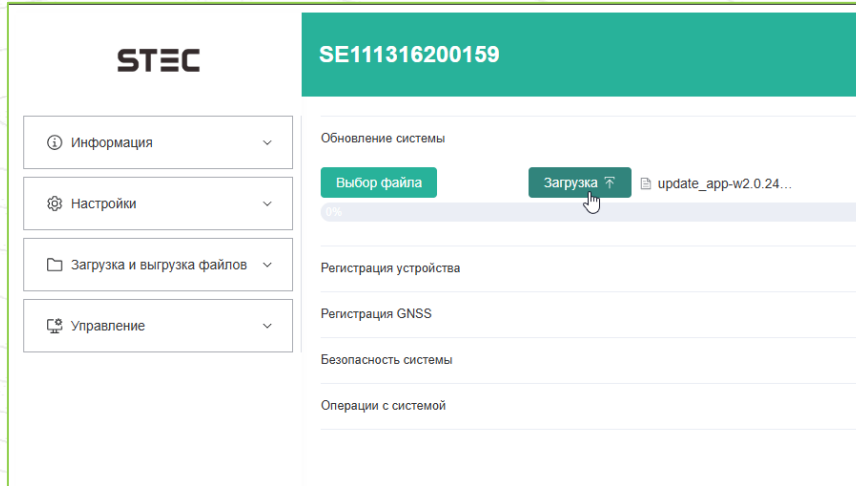 STEC
SE111316200159
Информация
Настройки
Загрузка и выгрузка файлов
Управление
Обновление системы
Выбор файла
Загрузка
update_app-w2.0.24...
0%
Регистрация устройства
Регистрация GNSS
Безопасность системы
Операции с системой